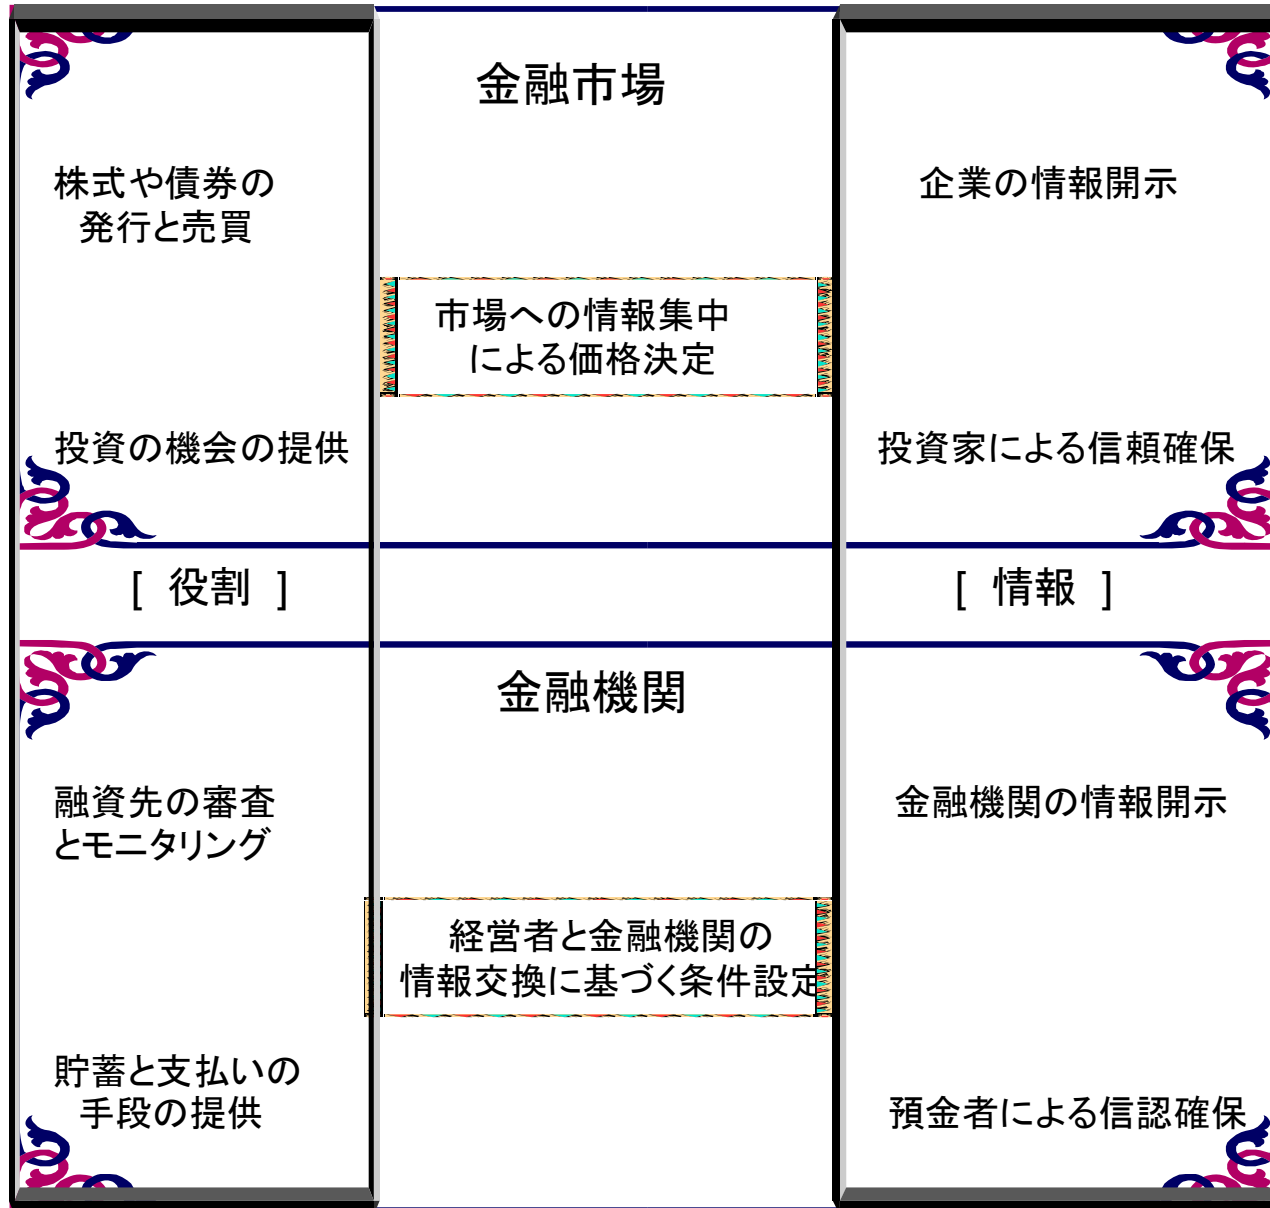 金融市場
株式や債券の
発行と売買
企業の情報開示
市場への情報集中
による価格決定
投資の機会の提供
投資家による信頼確保
[ 役割 ]
[ 情報 ]
金融機関
融資先の審査
とモニタリング
金融機関の情報開示
経営者と金融機関の
情報交換に基づく条件設定
貯蓄と支払いの
手段の提供
預金者による信認確保